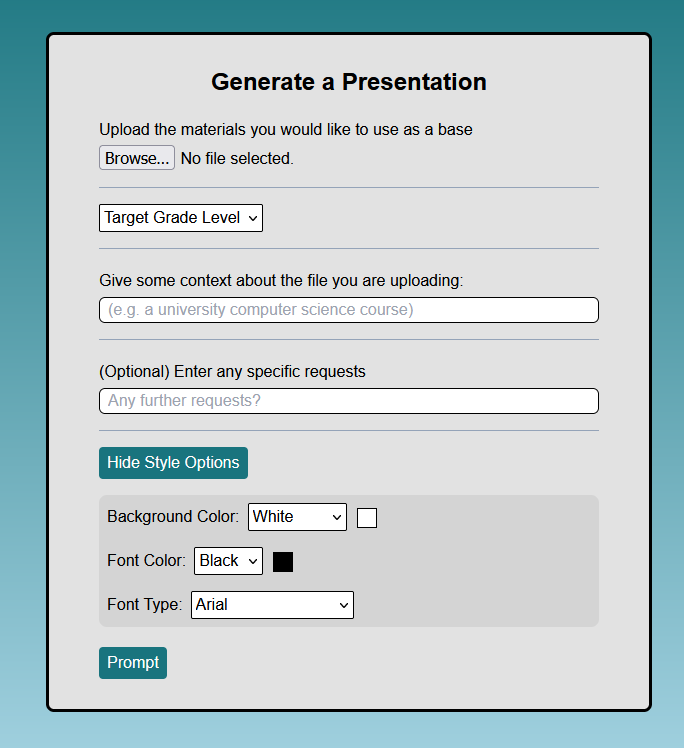 Generate a Presentation
Upload the materials you would like to use as a base
Browse... No file selected.
Target Grade Level
Give some context about the file you are uploading:
(e.g. a university computer science course)
(Optional) Enter any specific requests
Any further requests?
Hide Style Options
Background Color: White
Font Color: Black
Font Type: Arial
Prompt